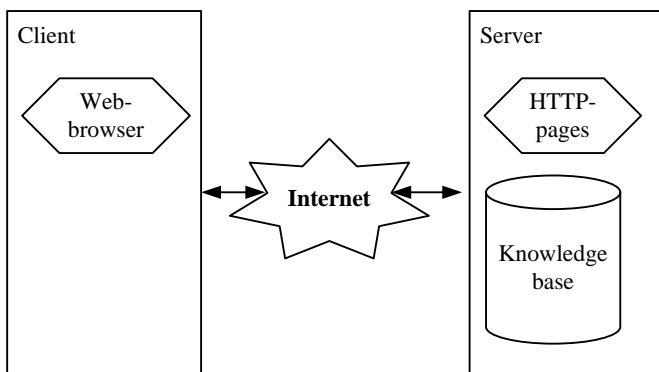 Client
Web-
browser
Internet
Server
HTTP-
pages
Knowledge
base